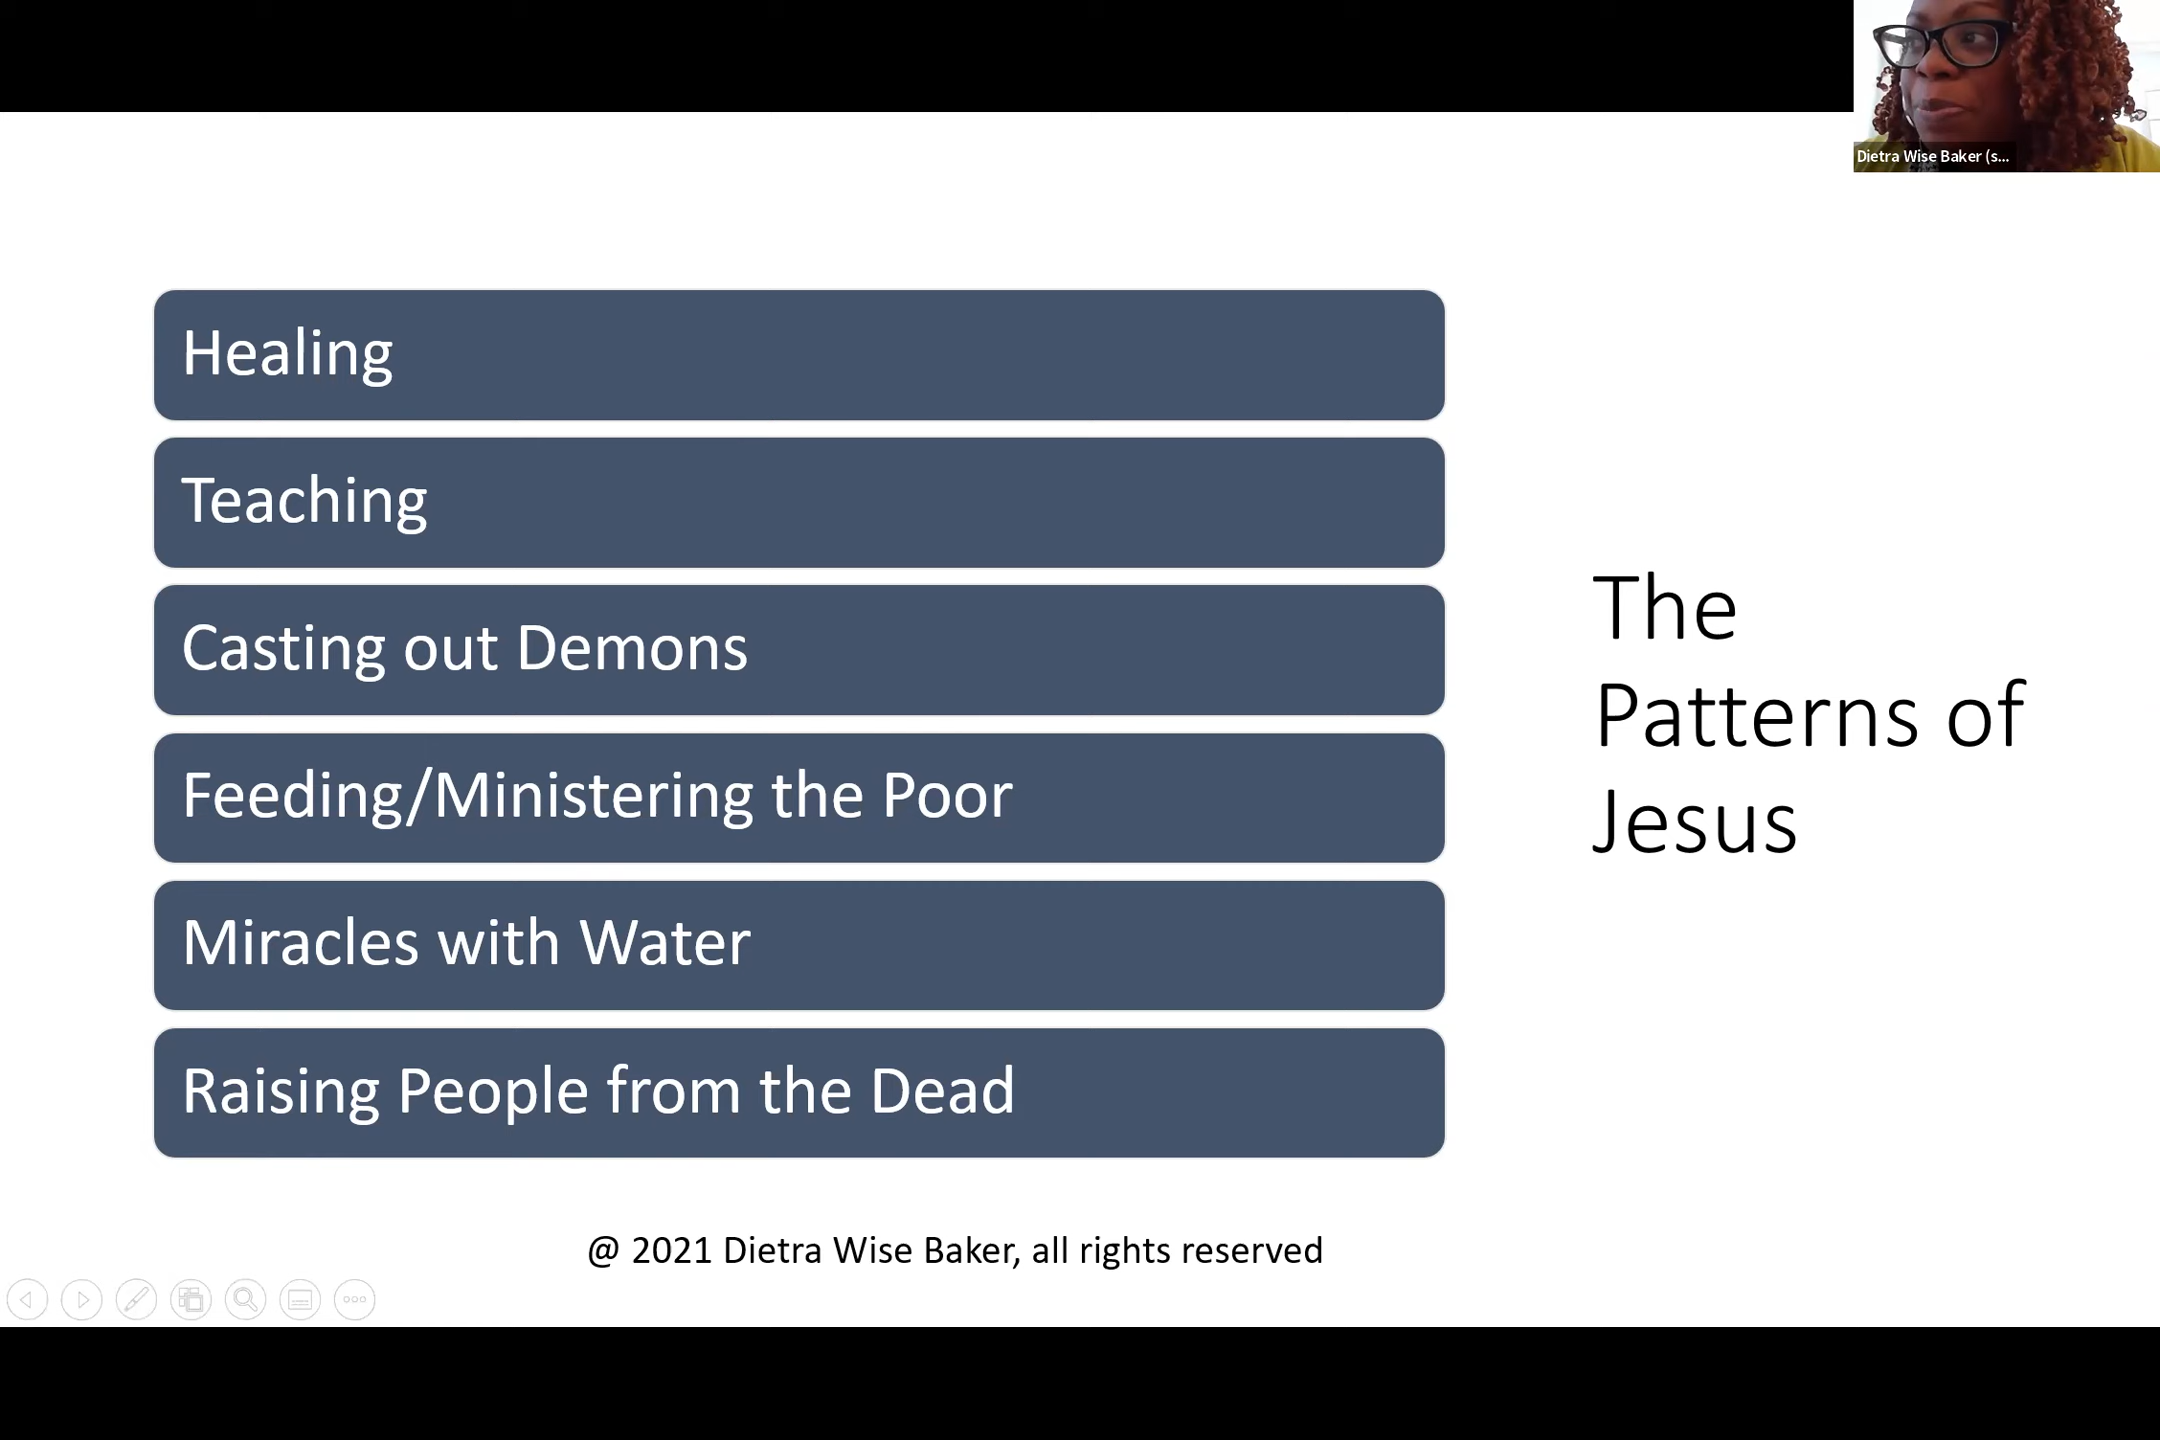 Dietra Wise Baker (s...
Healing
Teaching
Casting out Demons
Feeding/Ministering the Poor
Miracles with Water
Raising People from the Dead
The
Patterns of
Jesus
@ 2021 Dietra Wise Baker, all rights reserved